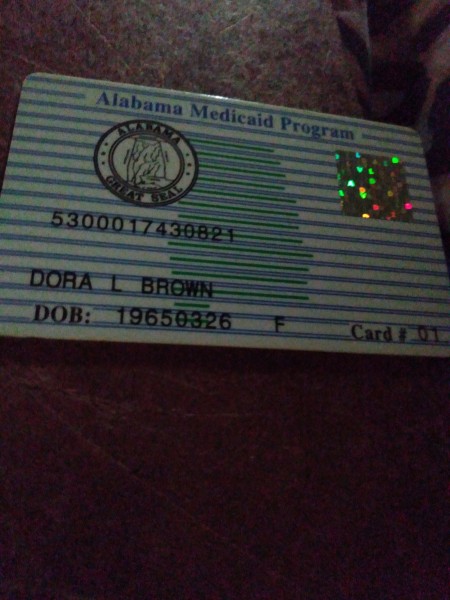 Alabama Medicaid Program
ALABAMA
GREAT SEAL
5300017430821
DORA L BROWN
DOB: 19650326 F Card # 01